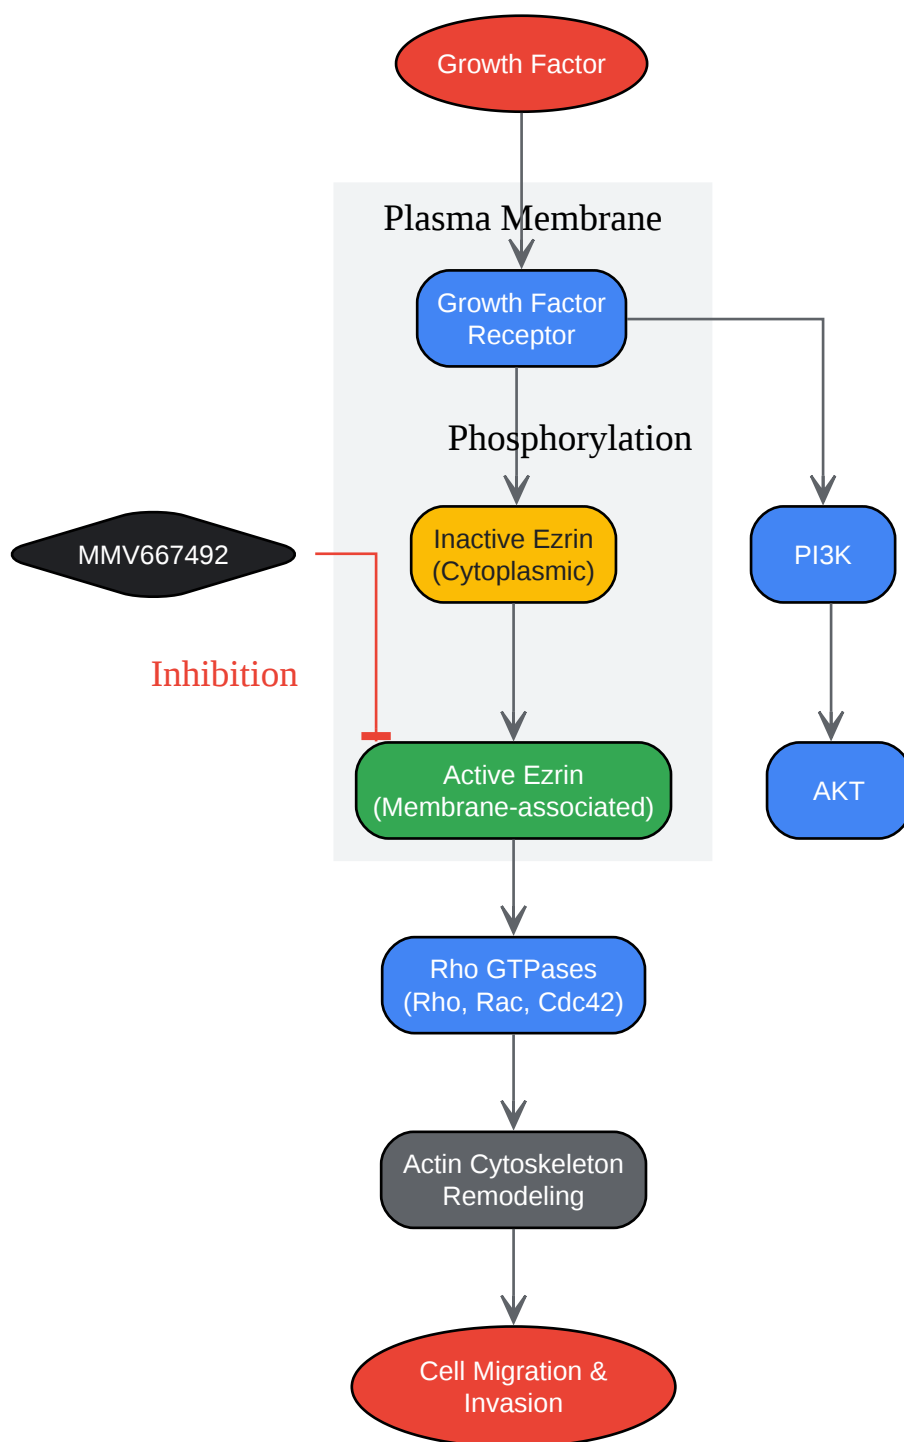 Growth Factor
Plasma Membrane
Growth Factor
Receptor
Phosphorylation
MMV667492
Inactive Ezrin
(Cytoplasmic)
PI3K
Inhibition
Active Ezrin
(Membrane-associated)
AKT
Rho GTPases
(Rho, Rac, Cdc42)
Actin Cytoskeleton
Remodeling
Cell Migration &
Invasion